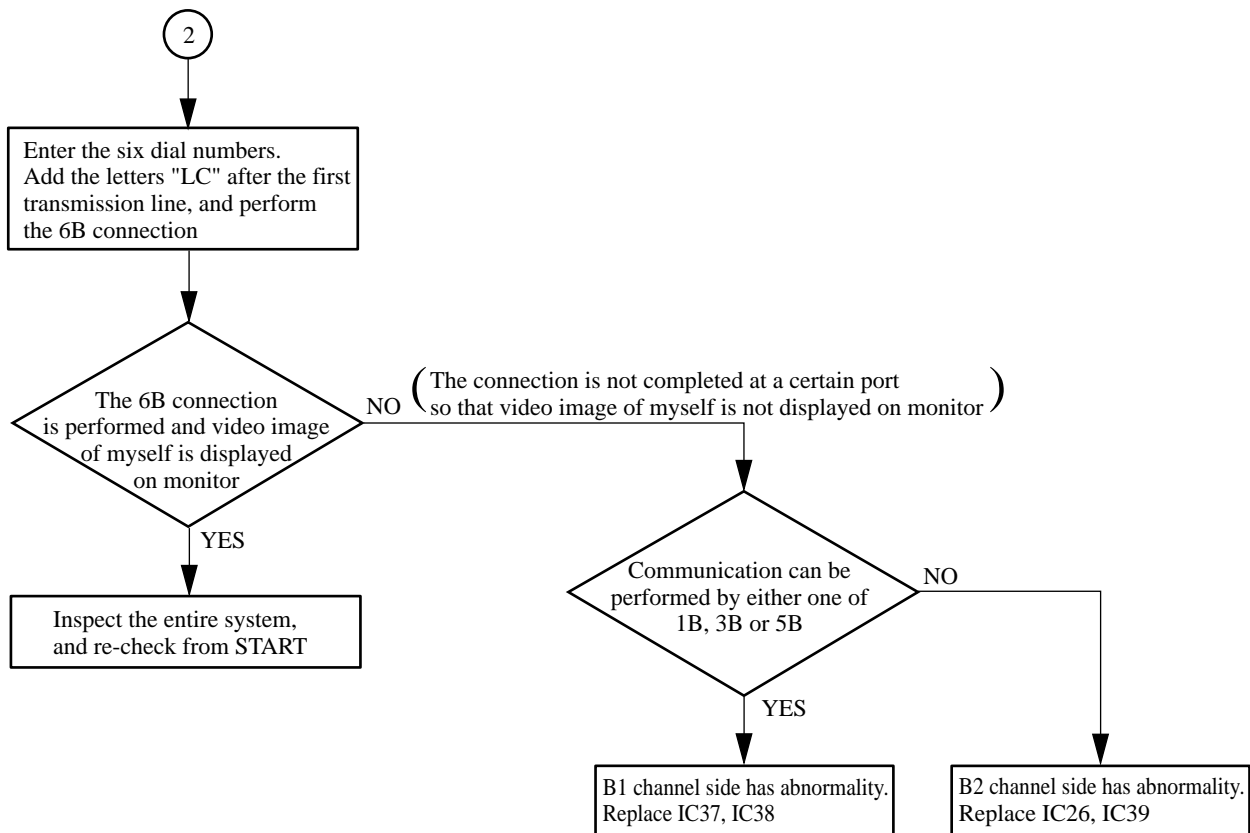 2
Enter the six dial numbers.
Add the letters "LC" after the first
transmission line, and perform
the 6B connection
The 6B connection
is performed and video image
of myself is displayed
on monitor
NO
(The connection is not completed at a certain port
so that video image of myself is not displayed on monitor)
YES
Inspect the entire system,
and re-check from START
Communication can be
performed by either one of
1B, 3B or 5B
NO
YES
B1 channel side has abnormality.
Replace IC37, IC38
B2 channel side has abnormality.
Replace IC26, IC39